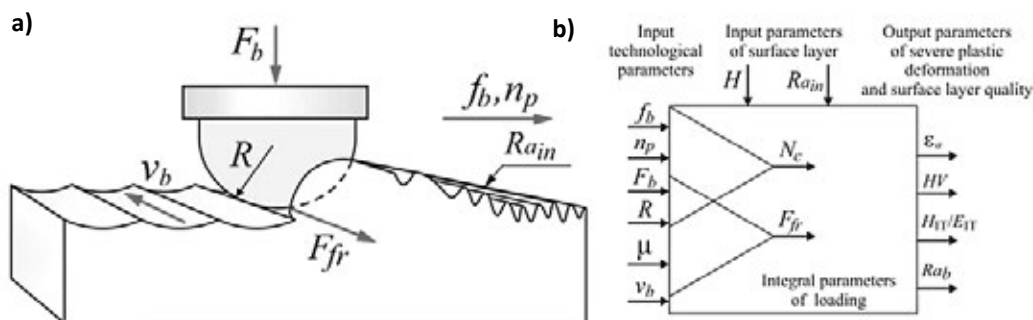 a)
F_b
f_b, n_p
R
Ra_in
v_b
F_fr
b)
Input
technological
parameters
Input parameters
of surface layer
Output parameters
of severe plastic
deformation
and surface layer quality
H
Ra_in
f_b
n_p
F_b
R
μ
v_b
N_c
F_fr
HV
H_IT/E_IT
Ra_b
Integral parameters
of loading